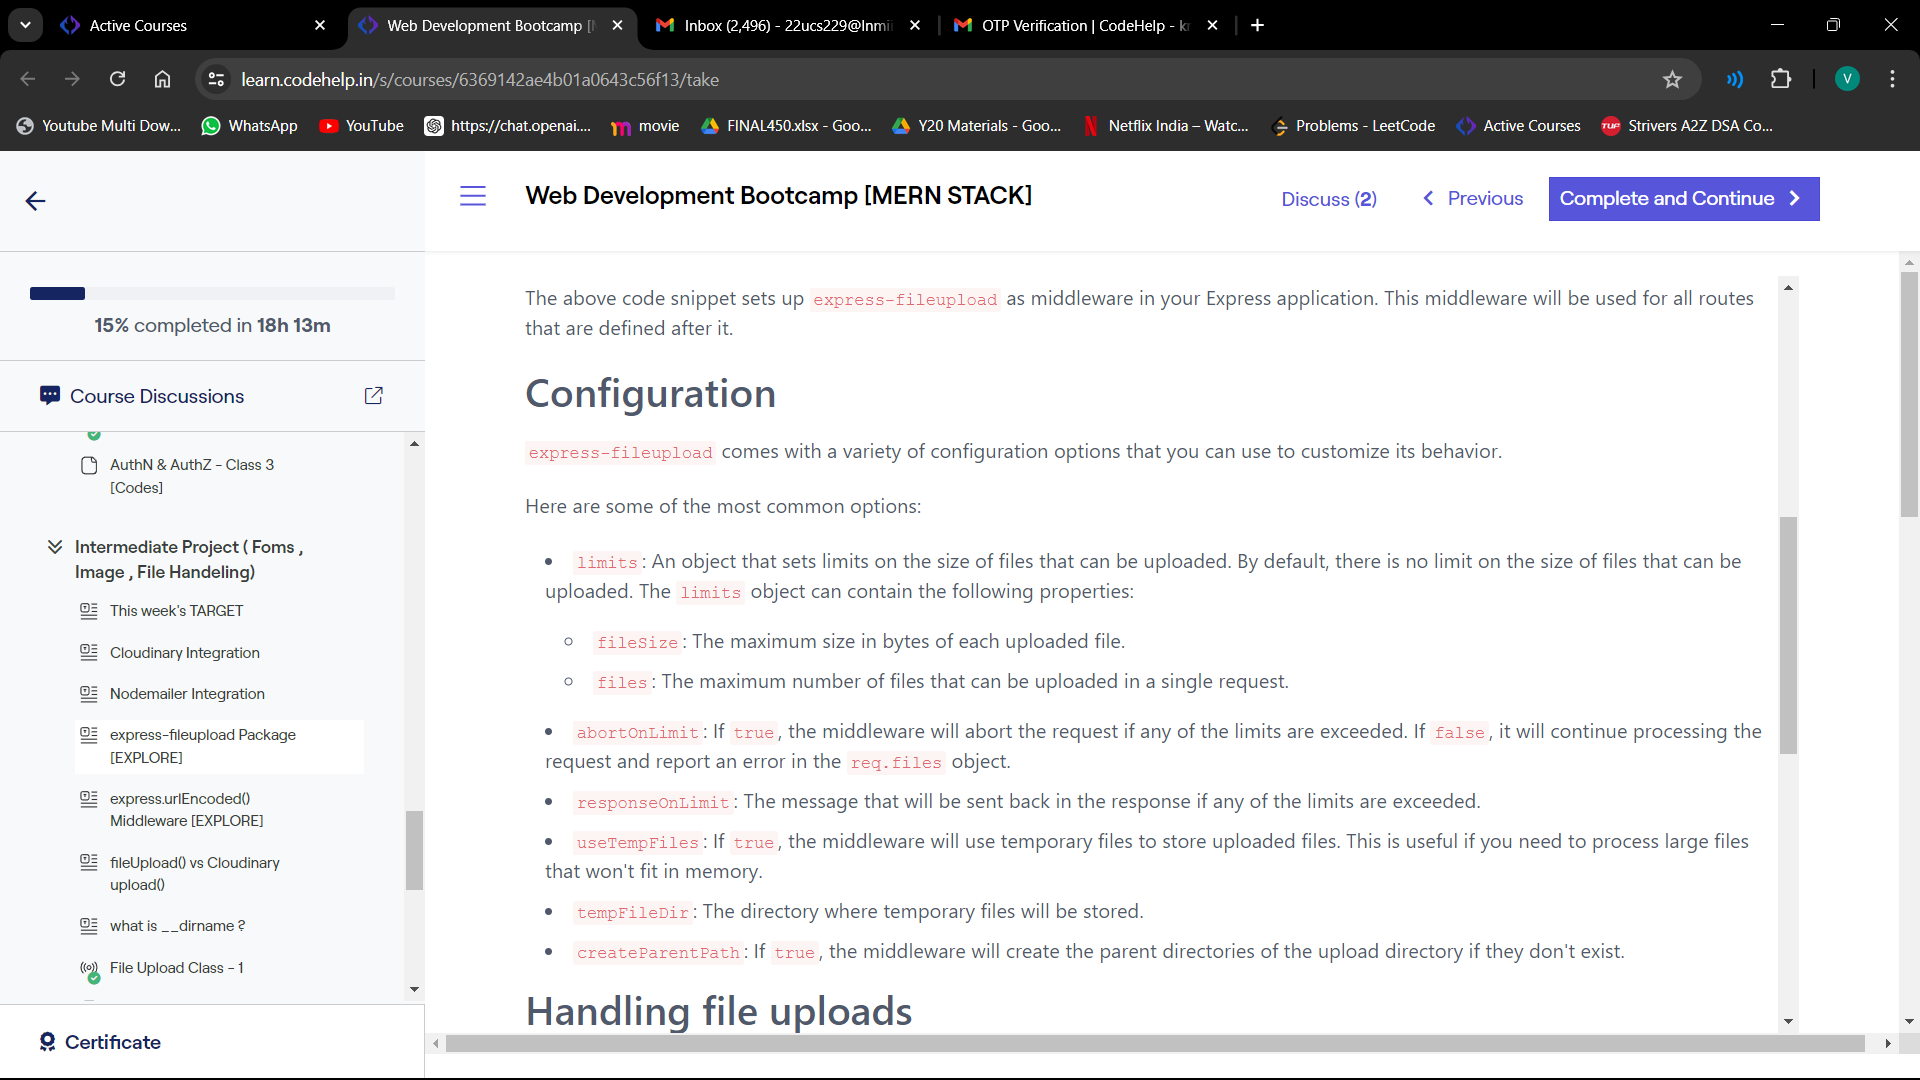 Active Courses
Web Development Bootcamp [
Inbox (2,496) - 22ucs229@lnmii
OTP Verification | CodeHelp - k
learn.codehelp.in/s/courses/6369142ae4b01a0643c56f13/take
V
Youtube Multi Dow...
WhatsApp
YouTube
https://chat.openai....
movie
FINAL450.xlsx - Goo...
Y20 Materials - Goo...
Netflix India – Watc...
Problems - LeetCode
Active Courses
TUF
Strivers A2Z DSA Co...
Web Development Bootcamp [MERN STACK]
Discuss (2)
Previous
Complete and Continue
15% completed in 18h 13m
Course Discussions
AuthN & AuthZ - Class 3
[Codes]
Intermediate Project ( Foms ,
Image , File Handeling)
This week's TARGET
Cloudinary Integration
Nodemailer Integration
express-fileupload Package
[EXPLORE]
express.urlEncoded()
Middleware [EXPLORE]
fileUpload() vs Cloudinary
upload()
what is __dirname ?
File Upload Class - 1
Certificate
The above code snippet sets up express-fileupload as middleware in your Express application. This middleware will be used for all routes
that are defined after it.
Configuration
express-fileupload comes with a variety of configuration options that you can use to customize its behavior.
Here are some of the most common options:
limits: An object that sets limits on the size of files that can be uploaded. By default, there is no limit on the size of files that can be
uploaded. The limits object can contain the following properties:
fileSize: The maximum size in bytes of each uploaded file.
files: The maximum number of files that can be uploaded in a single request.
abortOnLimit: If true, the middleware will abort the request if any of the limits are exceeded. If false, it will continue processing the
request and report an error in the req.files object.
responseOnLimit: The message that will be sent back in the response if any of the limits are exceeded.
useTempFiles: If true, the middleware will use temporary files to store uploaded files. This is useful if you need to process large files
that won't fit in memory.
tempFileDir: The directory where temporary files will be stored.
createParentPath: If true, the middleware will create the parent directories of the upload directory if they don't exist.
Handling file uploads